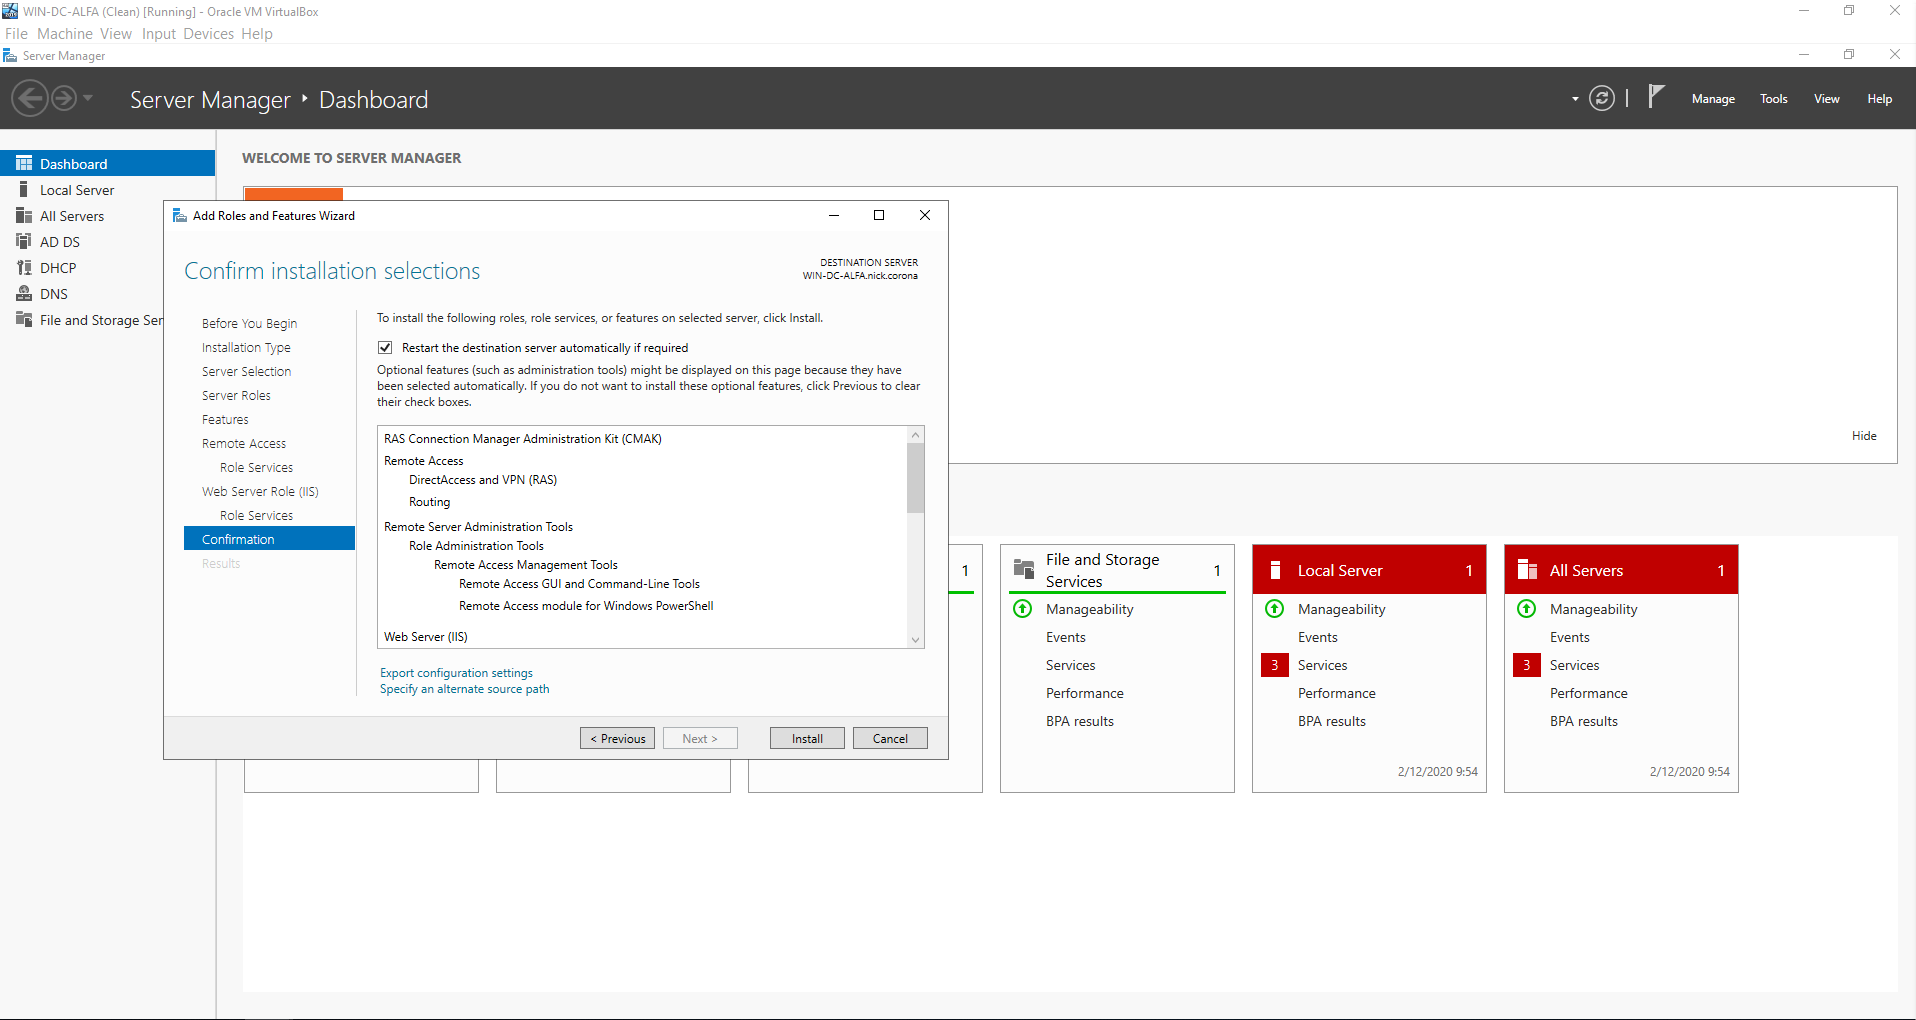 WIN-DC-ALFA (Clean) [Running] - Oracle VM VirtualBox
File Machine View Input Devices Help
Server Manager
Server Manager ‣ Dashboard
Manage Tools View Help
Dashboard
Local Server
All Servers
AD DS
DHCP
DNS
File and Storage Ser
WELCOME TO SERVER MANAGER
Hide
Add Roles and Features Wizard
Confirm installation selections
DESTINATION SERVER
WIN-DC-ALFA.nick.corona
Before You Begin
Installation Type
Server Selection
Server Roles
Features
Remote Access
Role Services
Web Server Role (IIS)
Role Services
Confirmation
Results
To install the following roles, role services, or features on selected server, click Install.
Restart the destination server automatically if required
Optional features (such as administration tools) might be displayed on this page because they have
been selected automatically. If you do not want to install these optional features, click Previous to clear
their check boxes.
RAS Connection Manager Administration Kit (CMAK)
Remote Access
DirectAccess and VPN (RAS)
Routing
Remote Server Administration Tools
Role Administration Tools
Remote Access Management Tools
Remote Access GUI and Command-Line Tools
Remote Access module for Windows PowerShell
Web Server (IIS)
Export configuration settings
Specify an alternate source path
< Previous Next > Install Cancel
1
File and Storage
Services 1
Manageability
Events
Services
Performance
BPA results
Local Server 1
Manageability
Events
3 Services
Performance
BPA results
2/12/2020 9:54
All Servers 1
Manageability
Events
3 Services
Performance
BPA results
2/12/2020 9:54